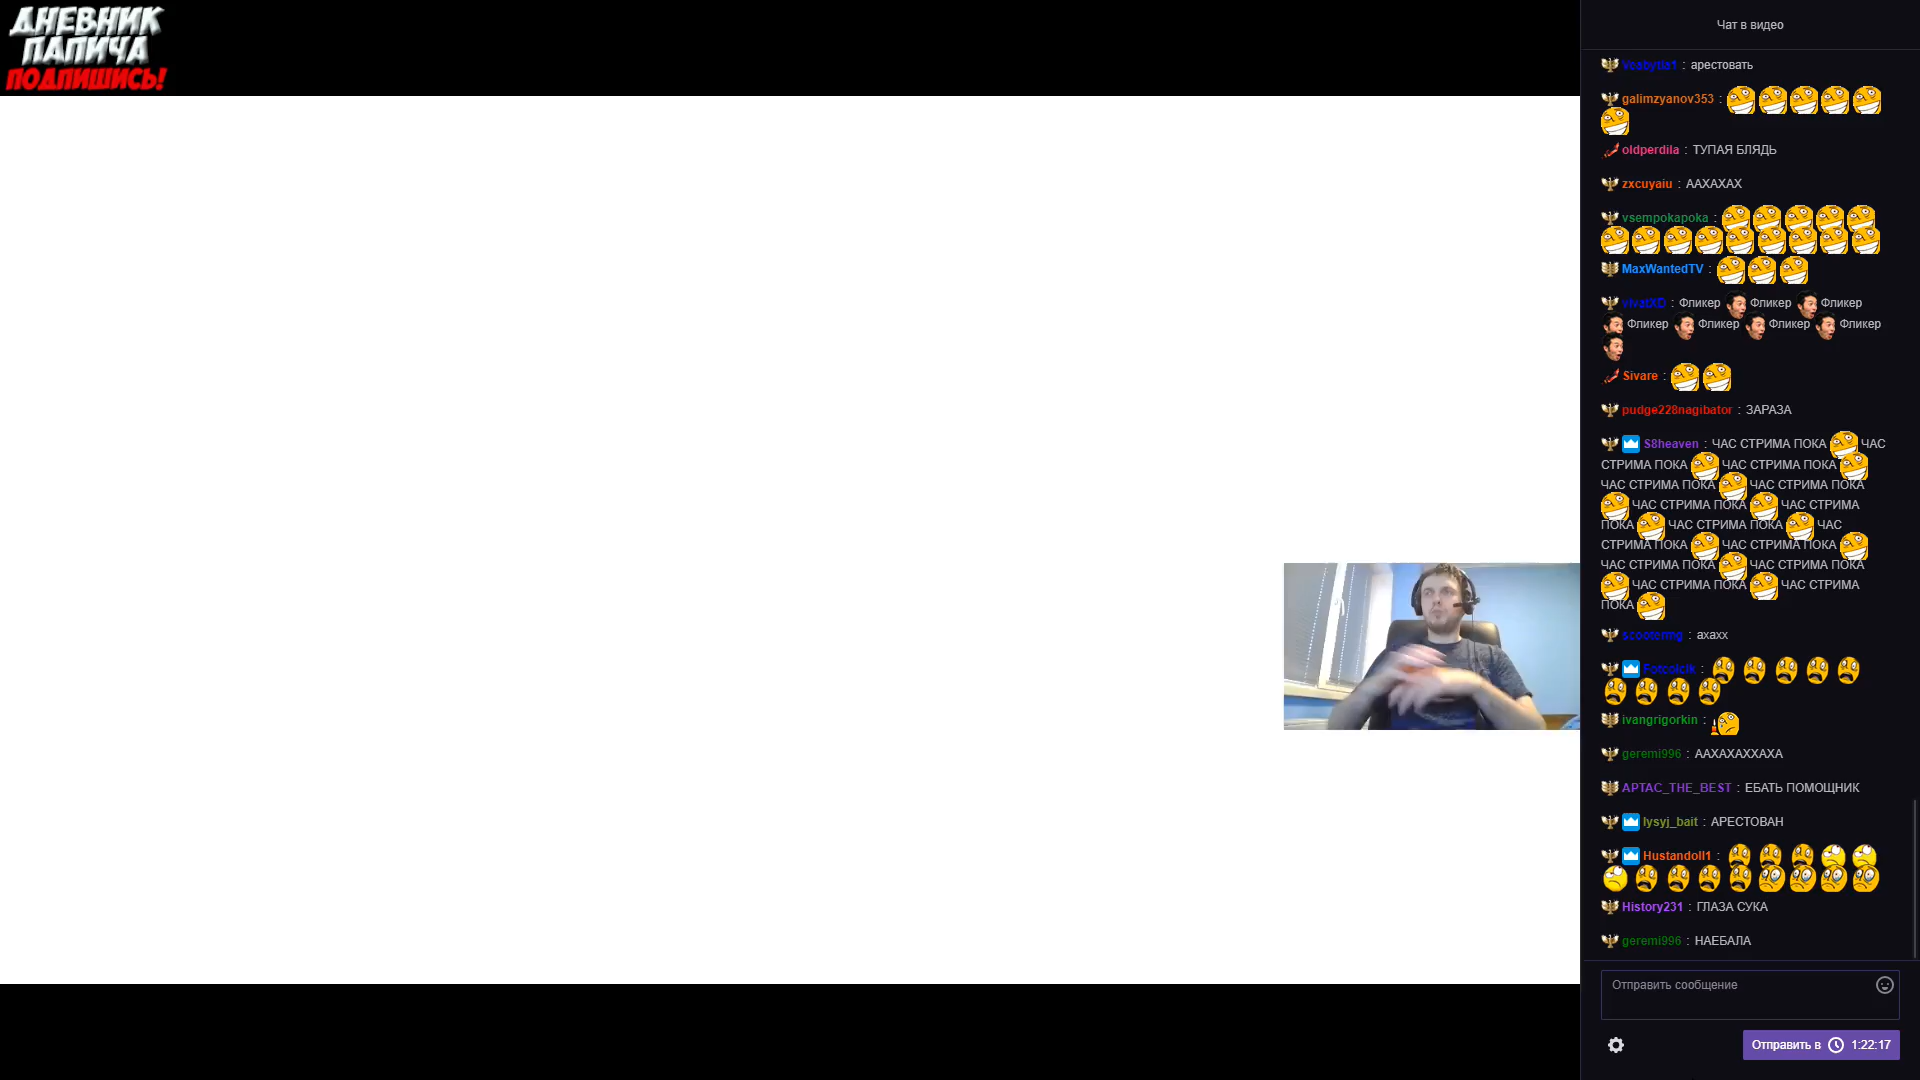 ДНЕВНИК
ПАПИЧА
ПОДПИШИСЬ!
Чат в видео
: арестовать
galimzyanov353 :
oldperdila : ТУПАЯ БЛЯДЬ
zxcuyaiu : ААХАХАХ
vsempokapoka :
MaxWantedTV :
vivatXD : Фликер Фликер Фликер
Фликер Фликер Фликер Фликер
Sivare :
pudge228nagibator : ЗАРАЗА
S8heaven : ЧАС СТРИМА ПОКА ЧАС
СТРИМА ПОКА ЧАС СТРИМА ПОКА
ЧАС СТРИМА ПОКА ЧАС СТРИМА ПОКА
ЧАС СТРИМА ПОКА ЧАС СТРИМА
ПОКА ЧАС СТРИМА ПОКА ЧАС
СТРИМА ПОКА ЧАС СТРИМА ПОКА
ЧАС СТРИМА ПОКА ЧАС СТРИМА ПОКА
ЧАС СТРИМА ПОКА ЧАС СТРИМА
ПОКА
scootermg : ахахх
:
ivangrigorkin :
geremi996 : ААХАХАХХАХА
APTAC_THE_BEST : ЕБАТЬ ПОМОЩНИК
lysyj_bait : АРЕСТОВАН
Hustandoll1 :
History231 : ГЛАЗА СУКА
geremi996 : НАЕБАЛА
Отправить сообщение
Отправить в 1:22:17